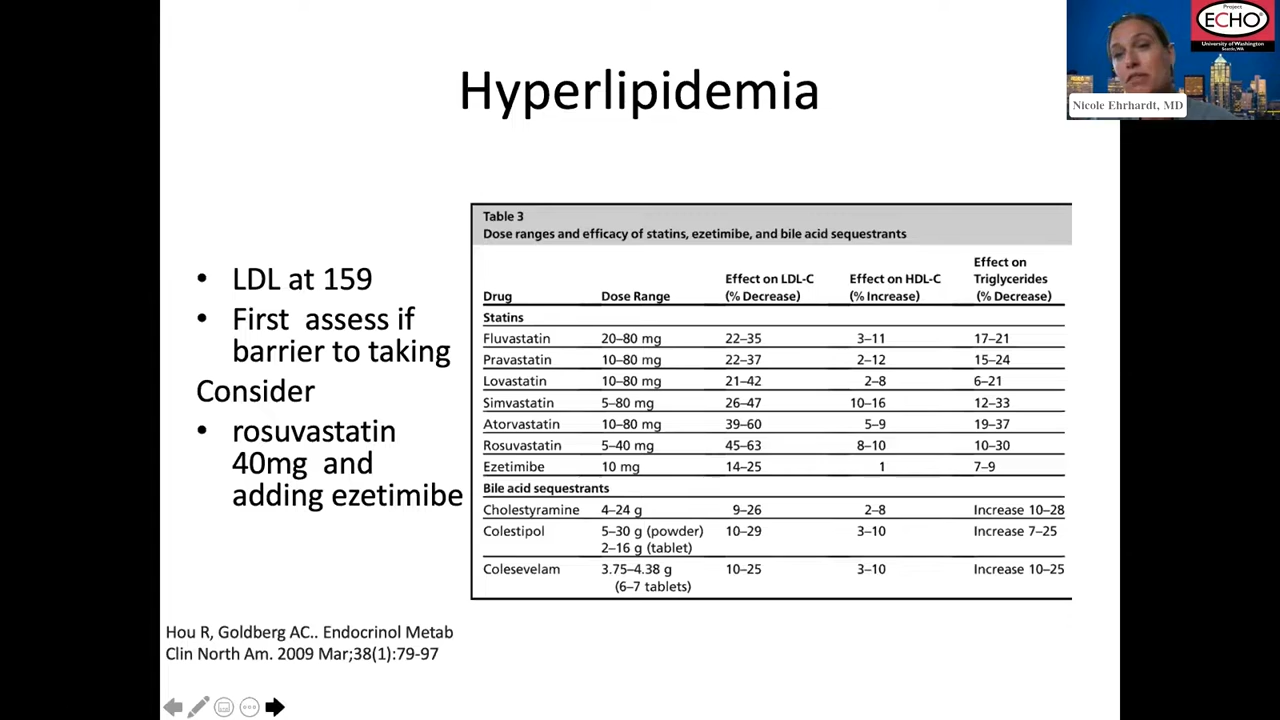 Project
ECHO®
University of Washington
Seattle, WA
Nicole Ehrhardt, MD
Hyperlipidemia
• LDL at 159
• First assess if
barrier to taking
Consider
• rosuvastatin
40mg and
adding ezetimibe
Table 3
Dose ranges and efficacy of statins, ezetimibe, and bile acid sequestrants
Drug Dose Range Effect on LDL-C (% Decrease) Effect on HDL-C (% Increase) Effect on Triglycerides (% Decrease)
Statins
Fluvastatin 20–80 mg 22–35 3–11 17–21
Pravastatin 10–80 mg 22–37 2–12 15–24
Lovastatin 10–80 mg 21–42 2–8 6–21
Simvastatin 5–80 mg 26–47 10–16 12–33
Atorvastatin 10–80 mg 39–60 5–9 19–37
Rosuvastatin 5–40 mg 45–63 8–10 10–30
Ezetimibe 10 mg 14–25 1 7–9
Bile acid sequestrants
Cholestyramine 4–24 g 9–26 2–8 Increase 10–28
Colestipol 5–30 g (powder) 10–29 3–10 Increase 7–25
2–16 g (tablet)
Colesevelam 3.75–4.38 g 10–25 3–10 Increase 10–25
(6–7 tablets)
Hou R, Goldberg AC.. Endocrinol Metab
Clin North Am. 2009 Mar;38(1):79-97